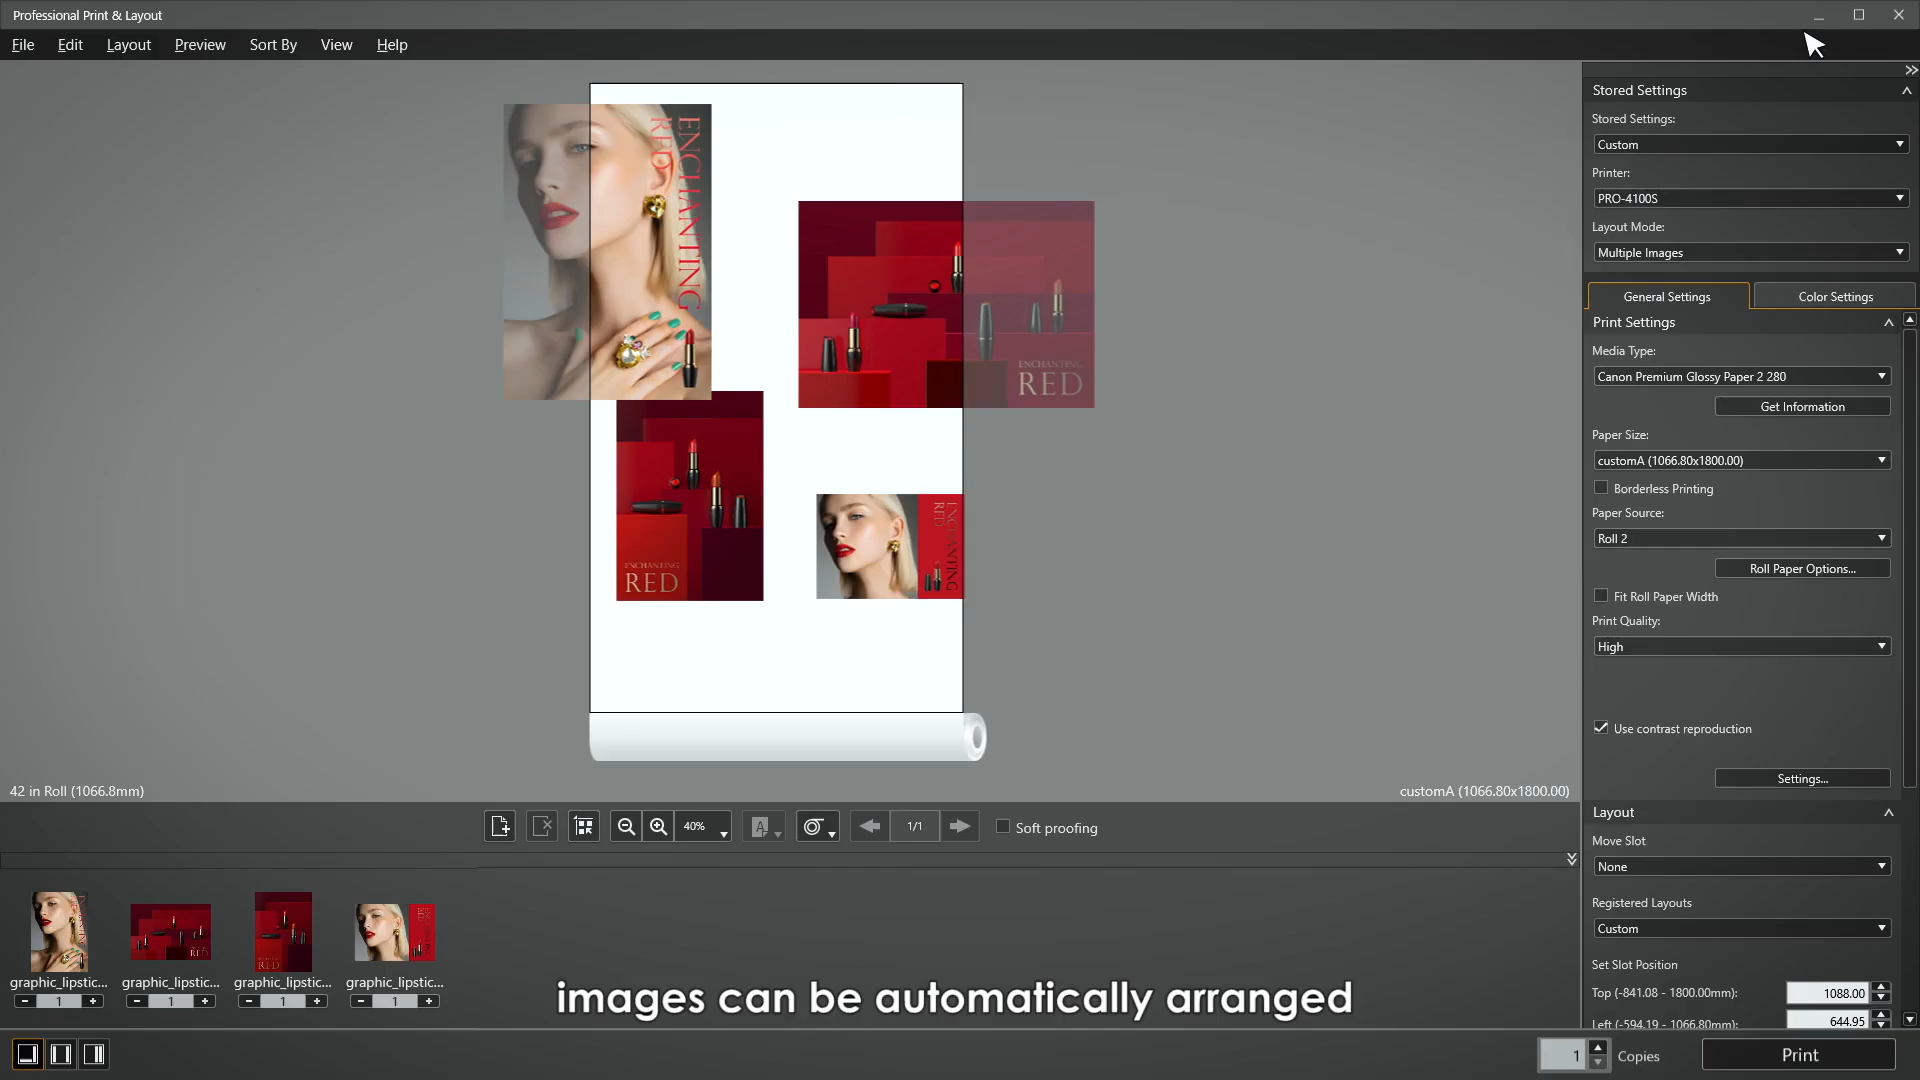 Professional Print & Layout
File Edit Layout Preview Sort By View Help
ENCHANTING
RED
ENCHANTING
RED
ENCHANTING
RED
ENCHANTING
RED
42 in Roll (1066.8mm)
customA (1066.80x1800.00)
40%
A
1/1
Soft proofing
graphic_lipstic...
graphic_lipstic...
graphic_lipstic...
graphic_lipstic...
- 1 +
- 1 +
- 1 +
- 1 +
images can be automatically arranged
Stored Settings
Stored Settings:
Custom
Printer:
PRO-4100S
Layout Mode:
Multiple Images
General Settings
Color Settings
Print Settings
Media Type:
Canon Premium Glossy Paper 2 280
Get Information
Paper Size:
customA (1066.80x1800.00)
Borderless Printing
Paper Source:
Roll 2
Roll Paper Options...
Fit Roll Paper Width
Print Quality:
High
Use contrast reproduction
Settings...
Layout
Move Slot
None
Registered Layouts
Custom
Set Slot Position
Top (-841.08 - 1800.00mm):
1088.00
Left (-594.19 - 1066.80mm):
644.95
1
Copies
Print